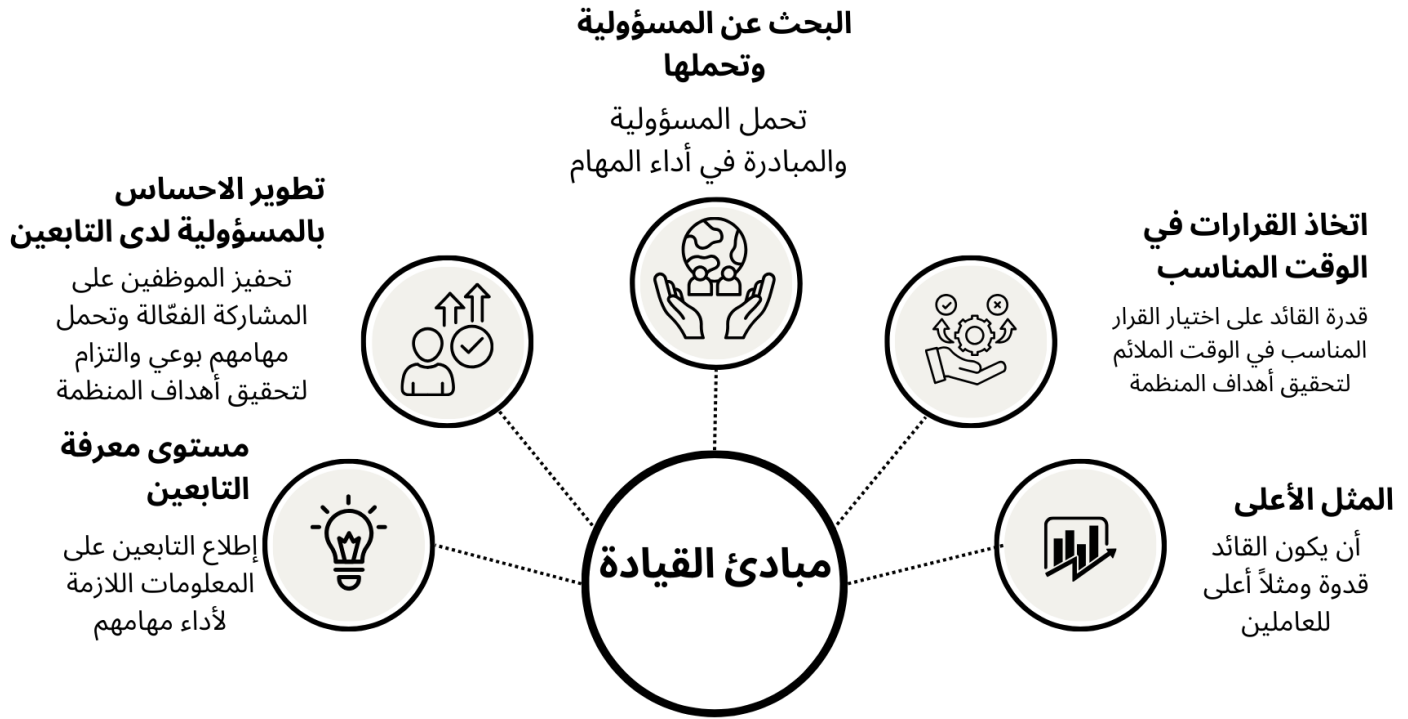 البحث عن المسؤولية
وتحملها
تحمل المسؤولية
والمبادرة في أداء المهام
اتخاذ القرارات في
الوقت المناسب
قدرة القائد على اختيار القرار
المناسب في الوقت الملائم
لتحقيق أهداف المنظمة
المثل الأعلى
أن يكون القائد
قدوة ومثلاً أعلى
للعاملين
تطوير الاحساس
بالمسؤولية لدى التابعين
تحفيز الموظفين على
المشاركة الفعّالة وتحمل
مهامهم بوعي والتزام
لتحقيق أهداف المنظمة
مستوى معرفة
التابعين
إطلاع التابعين على
المعلومات اللازمة
لأداء مهامهم
مبادئ القيادة